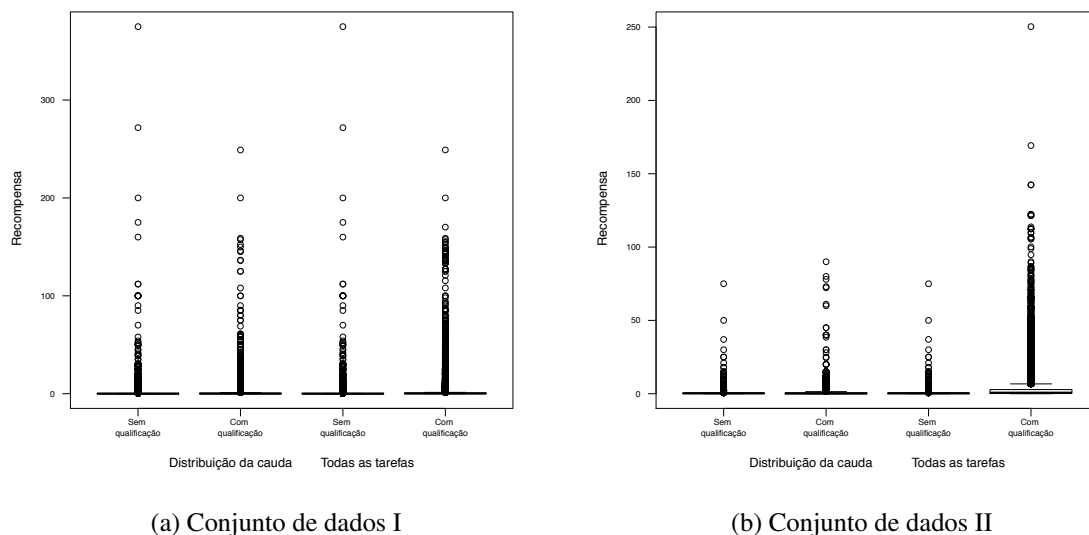 Recompensa
300
200
100
0
Sem qualificação
Com qualificação
Sem qualificação
Com qualificação
Distribuição da cauda
Todas as tarefas
(a) Conjunto de dados I
Recompensa
250
200
150
100
50
0
Sem qualificação
Com qualificação
Sem qualificação
Com qualificação
Distribuição da cauda
Todas as tarefas
(b) Conjunto de dados II